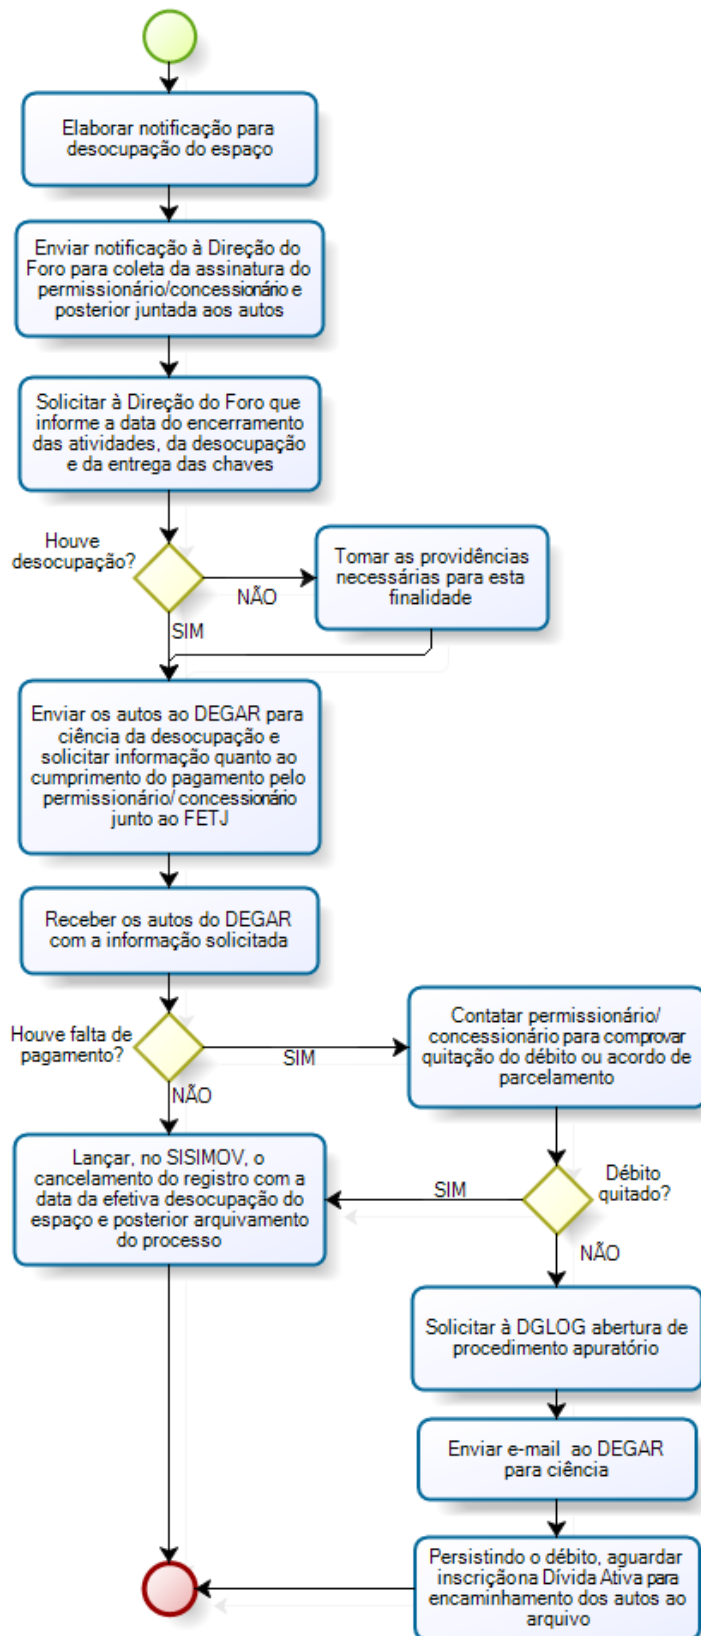 Elaborar notificação para
desocupação do espaço
Enviar notificação à Direção do
Foro para coleta da assinatura do
permissionário/concessionário e
posterior juntada aos autos
Solicitar à Direção do Foro que
informe a data do encerramento
das atividades, da desocupação
e da entrega das chaves
Houve
desocupação?
NÃO
Tomar as providências
necessárias para esta
finalidade
SIM
Enviar os autos ao DEGAR para
ciência da desocupação e
solicitar informação quanto ao
cumprimento do pagamento pelo
permissionário/ concessionário
junto ao FETJ
Receber os autos do DEGAR
com a informação solicitada
Houve falta de
pagamento?
SIM
Contatar permissionário/
concessionário para comprovar
quitação do débito ou acordo de
parcelamento
NÃO
Lançar, no SISIMOV, o
cancelamento do registro com a
data da efetiva desocupação do
espaço e posterior arquivamento
do processo
SIM
Débito
quitado?
NÃO
Solicitar à DGLOG abertura de
procedimento apuratório
Enviar e-mail ao DEGAR
para ciência
Persistindo o débito, aguardar
inscrição na Dívida Ativa para
encaminhamento dos autos ao
arquivo